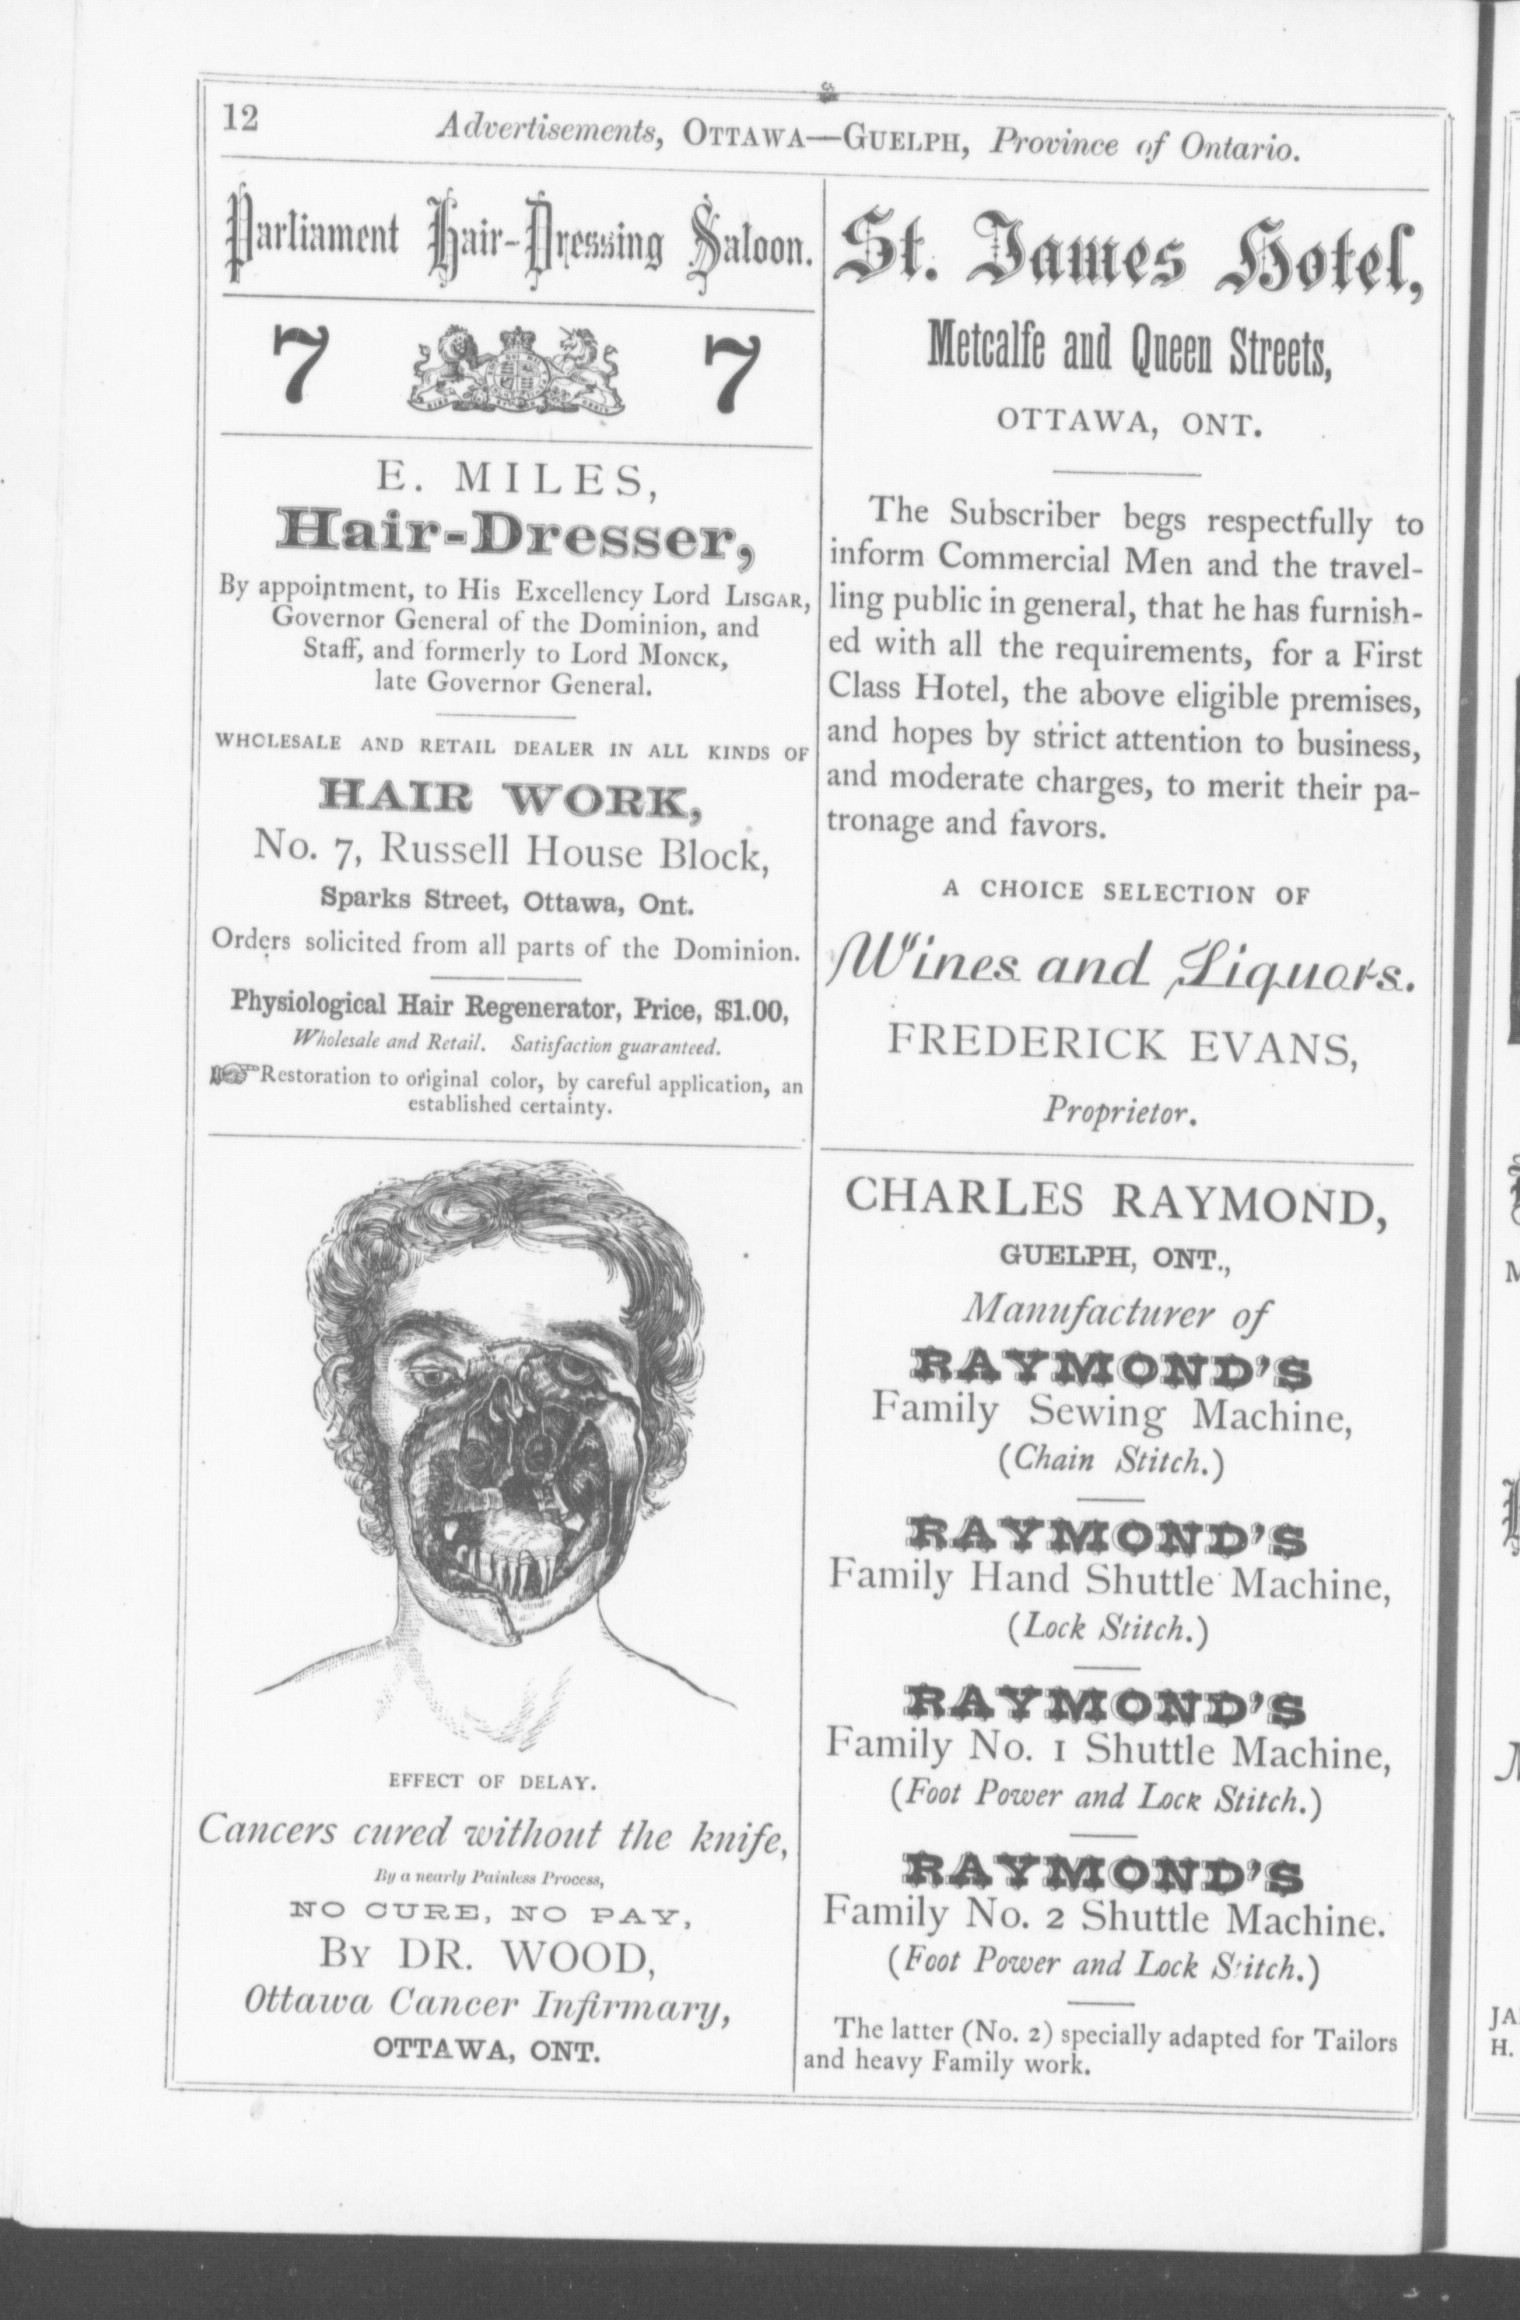 12
Advertisements, OTTAWA—GUELPH, Province of Ontario.
Parliament Hair-Dressing Saloon.
7 7
E. MILES,
Hair-Dresser,
By appointment, to His Excellency Lord LISGAR,
Governor General of the Dominion, and
Staff, and formerly to Lord MONCK,
late Governor General.
WHOLESALE AND RETAIL DEALER IN ALL KINDS OF
HAIR WORK,
No. 7, Russell House Block,
Sparks Street, Ottawa, Ont.
Orders solicited from all parts of the Dominion.
Physiological Hair Regenerator, Price, $1.00,
Wholesale and Retail. Satisfaction guaranteed.
Restoration to original color, by careful application, an
established certainty.
EFFECT OF DELAY.
Cancers cured without the knife,
By a nearly Painless Process,
NO CURE, NO PAY,
BY DR. WOOD,
Ottawa Cancer Infirmary,
OTTAWA, ONT.
St. James Hotel,
Metcalfe and Queen Streets,
OTTAWA, ONT.
The Subscriber begs respectfully to
inform Commercial Men and the travel-
ling public in general, that he has furnish-
ed with all the requirements, for a First
Class Hotel, the above eligible premises,
and hopes by strict attention to business,
and moderate charges, to merit their pa-
tronage and favors.
A CHOICE SELECTION OF
Wines and Liquors.
FREDERICK EVANS,
Proprietor.
CHARLES RAYMOND,
GUELPH, ONT.,
Manufacturer of
RAYMOND'S
Family Sewing Machine,
(Chain Stitch.)
RAYMOND'S
Family Hand Shuttle Machine,
(Lock Stitch.)
RAYMOND'S
Family No. 1 Shuttle Machine,
(Foot Power and Lock Stitch.)
RAYMOND'S
Family No. 2 Shuttle Machine.
(Foot Power and Lock Stitch.)
The latter (No. 2) specially adapted for Tailors
and heavy Family work.
JA
H.